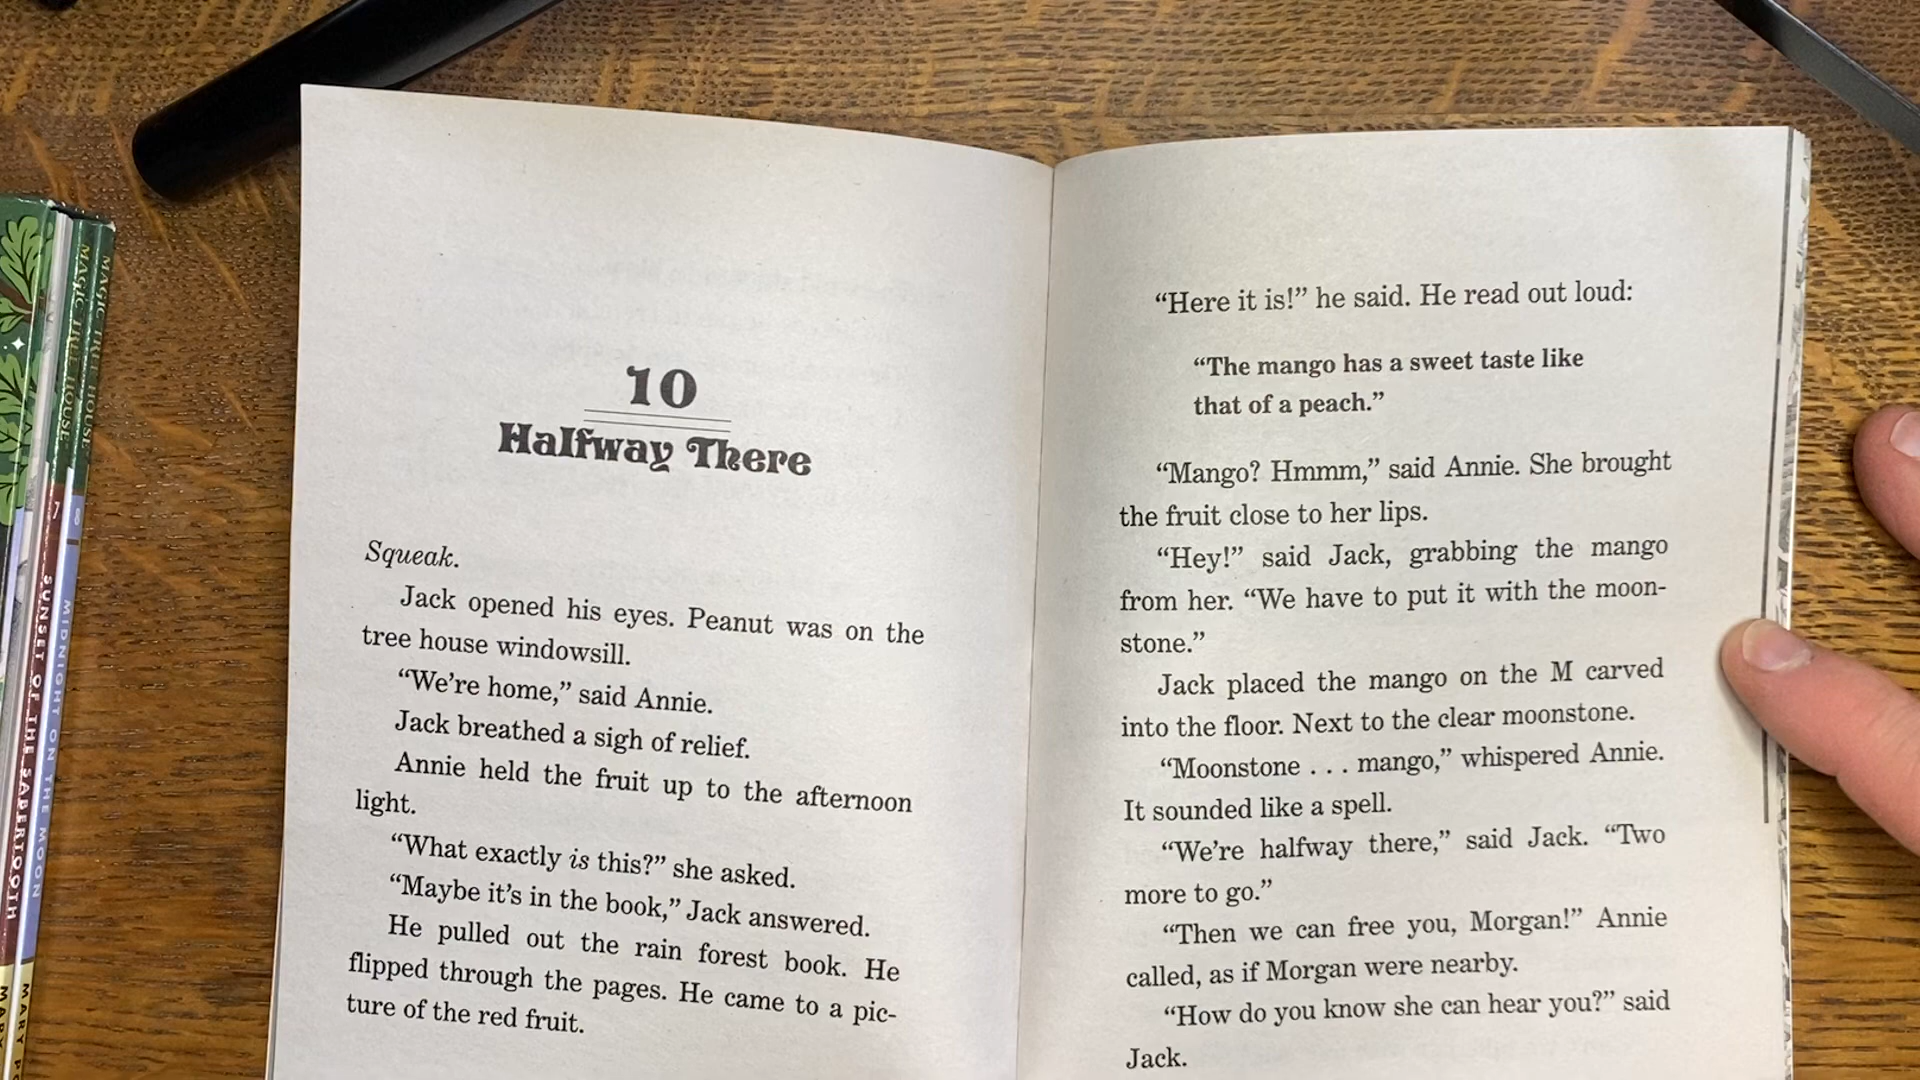 MAGIC TREE HOUSE
MAGIC TREE HOUSE
7
8
SUNSET OF THE SABERTOOTH
MIDNIGHT ON THE MOON
MARY
MARY PO
10
Halfway There
Squeak.
Jack opened his eyes. Peanut was on the
tree house windowsill.
“We’re home,” said Annie.
Jack breathed a sigh of relief.
Annie held the fruit up to the afternoon
light.
“What exactly is this?” she asked.
“Maybe it’s in the book,” Jack answered.
He pulled out the rain forest book. He
flipped through the pages. He came to a pic-
ture of the red fruit.
“Here it is!” he said. He read out loud:
“The mango has a sweet taste like
that of a peach.”
“Mango? Hmmm,” said Annie. She brought
the fruit close to her lips.
“Hey!” said Jack, grabbing the mango
from her. “We have to put it with the moon-
stone.”
Jack placed the mango on the M carved
into the floor. Next to the clear moonstone.
“Moonstone . . . mango,” whispered Annie.
It sounded like a spell.
“We’re halfway there,” said Jack. “Two
more to go.”
“Then we can free you, Morgan!” Annie
called, as if Morgan were nearby.
“How do you know she can hear you?” said
Jack.